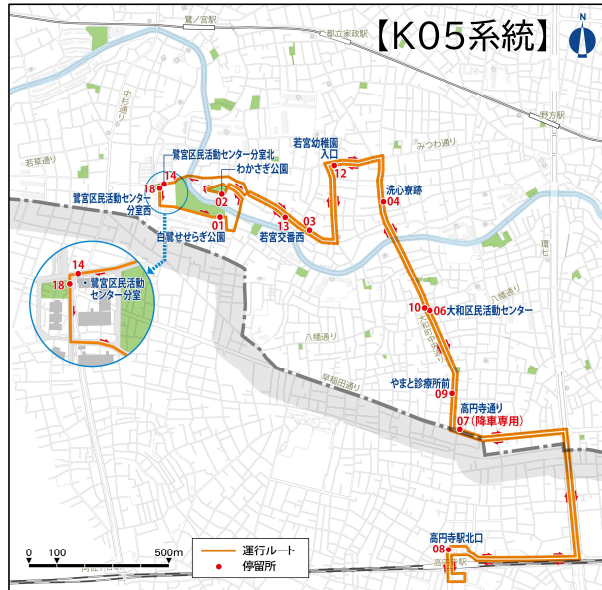 【K05系統】
N
鷺ノ宮駅
都立家政駅
野方駅
中杉通り
みつわ通り
若草通り
若宮幼稚園
入口
12
鷺宮区民活動センター分室北
14
わかさぎ公園
02
18
鷺宮区民活動センター
分室西
白鷺せせらぎ公園
01
13
03
若宮交番西
洗心寮跡
04
環七
14
18
・鷺宮区民活動
センター分室
八幡通り
10
06
大和区民活動センター
大和町中央通り
八幡通り
早稲田通り
やまと診療所前
09
高円寺通り
07(降車専用)
高円寺駅北口
08
高円寺駅
0
100
500m
運行ルート
停留所